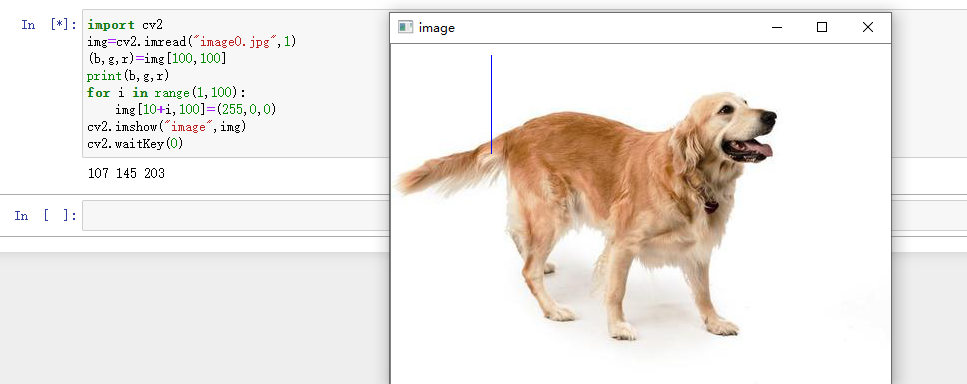 In [*]:
import cv2
img=cv2.imread("image0.jpg",1)
(b,g,r)=img[100,100]
print(b,g,r)
for i in range(1,100):
    img[10+i,100]=(255,0,0)
cv2.imshow("image",img)
cv2.waitKey(0)
107 145 203
In [ ]:
image